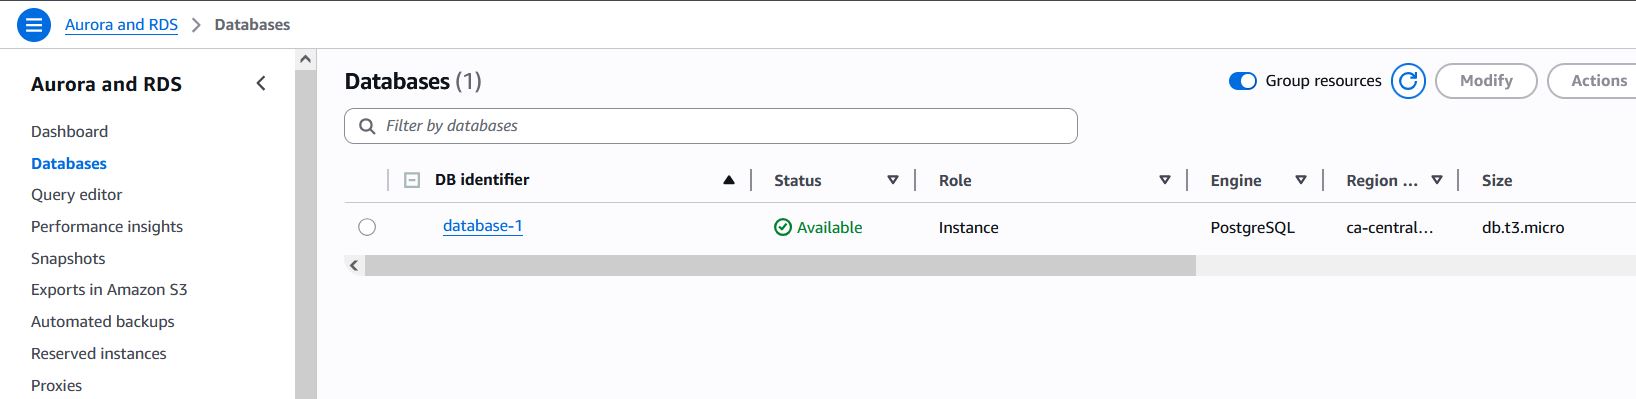 Aurora and RDS > Databases
Aurora and RDS
Dashboard
Databases
Query editor
Performance insights
Snapshots
Exports in Amazon S3
Automated backups
Reserved instances
Proxies
Databases (1)
Group resources Modify Actions
Filter by databases
DB identifier Status Role Engine Region ... Size
database-1 Available Instance PostgreSQL ca-central... db.t3.micro